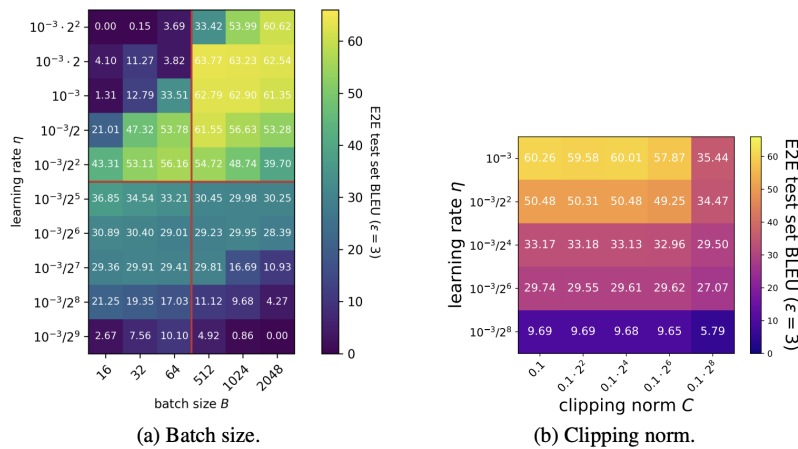 learning rate η
10⁻³ · 2² 0.00 0.15 3.69 33.42 53.99 60.62
10⁻³ · 2 4.10 11.27 3.82 63.77 63.23 62.54
10⁻³ 1.31 12.79 33.51 62.79 62.90 61.35
10⁻³/2 21.01 47.32 53.78 61.55 56.63 53.28
10⁻³/2² 43.31 53.11 56.16 54.72 48.74 39.70
10⁻³/2⁵ 36.85 34.54 33.21 30.45 29.98 30.25
10⁻³/2⁶ 30.89 30.40 29.01 29.23 29.95 28.39
10⁻³/2⁷ 29.36 29.91 29.41 29.81 16.69 10.93
10⁻³/2⁸ 21.25 19.35 17.03 11.12 9.68 4.27
10⁻³/2⁹ 2.67 7.56 10.10 4.92 0.86 0.00
16 32 64 512 1024 2048
batch size B
60
50
40
30
20
10
0
E2E test set BLEU (ε = 3)
(a) Batch size.
learning rate η
10⁻³ 60.26 59.58 60.01 57.87 35.44
10⁻³/2² 50.48 50.31 50.48 49.25 34.47
10⁻³/2⁴ 33.17 33.18 33.13 32.96 29.50
10⁻³/2⁶ 29.74 29.55 29.61 29.62 27.07
10⁻³/2⁸ 9.69 9.69 9.68 9.65 5.79
0.1 0.1 · 2² 0.1 · 2⁴ 0.1 · 2⁶ 0.1 · 2⁸
clipping norm C
60
50
40
30
20
10
0
E2E test set BLEU (ε = 3)
(b) Clipping norm.